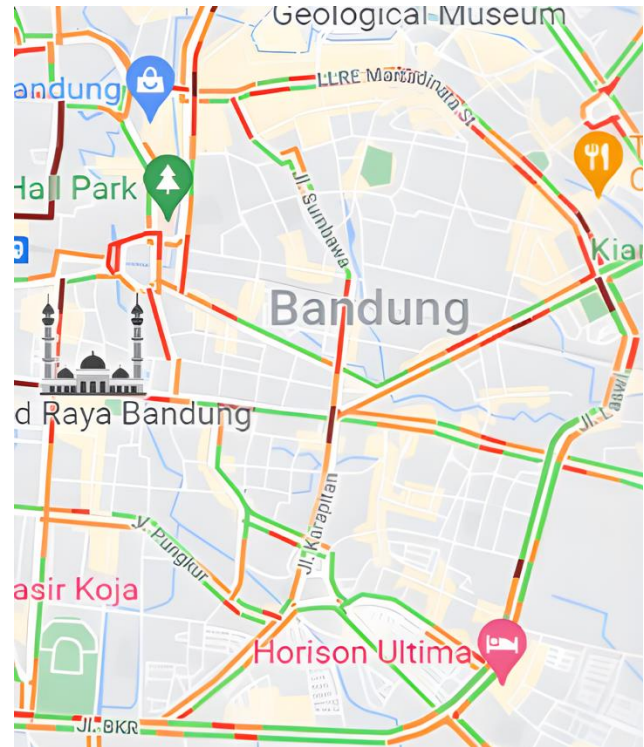 Geological Museum
andung
LLRE Martadinata St
Hall Park
T
C
Jl. Sumbawa
Kiar
Bandung
d Raya Bandung
Jl. Laswi
Jl. Karapitan
Jl. Pungkur
asir Koja
Horison Ultima
Jl. BKR